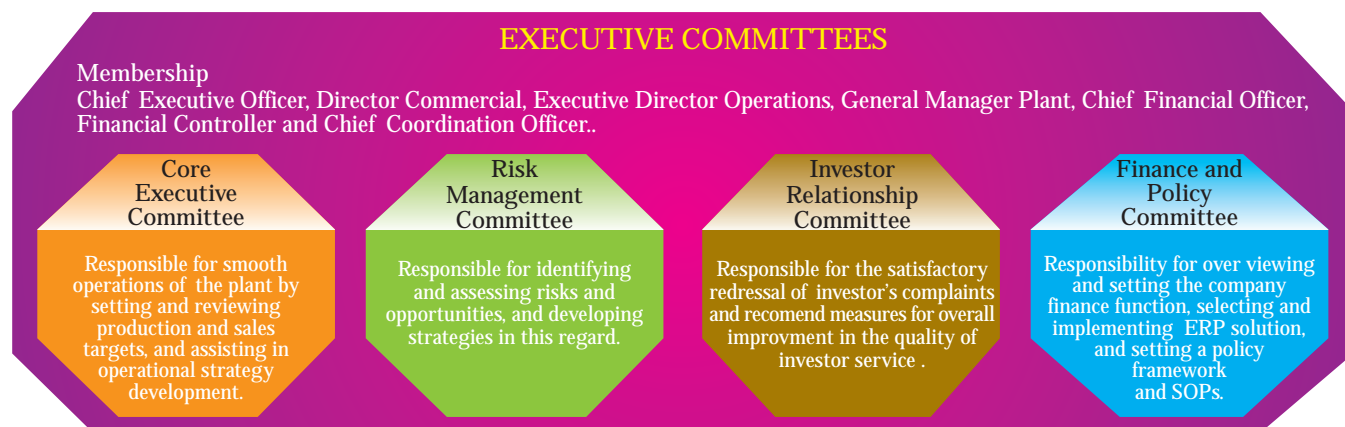 EXECUTIVE COMMITTEES
Membership
Chief Executive Officer, Director Commercial, Executive Director Operations, General Manager Plant, Chief Financial Officer,
Financial Controller and Chief Coordination Officer..
Core
Executive
Committee
Responsible for smooth
operations of the plant by
setting and reviewing
production and sales
targets, and assisting in
operational strategy
development.
Risk
Management
Committee
Responsible for identifying
and assessing risks and
opportunities, and developing
strategies in this regard.
Investor
Relationship
Committee
Responsible for the satisfactory
redressal of investor's complaints
and recomend measures for overall
improvment in the quality of
investor service .
Finance and
Policy
Committee
Responsibility for over viewing
and setting the company
finance function, selecting and
implementing ERP solution,
and setting a policy
framework
and SOPs.